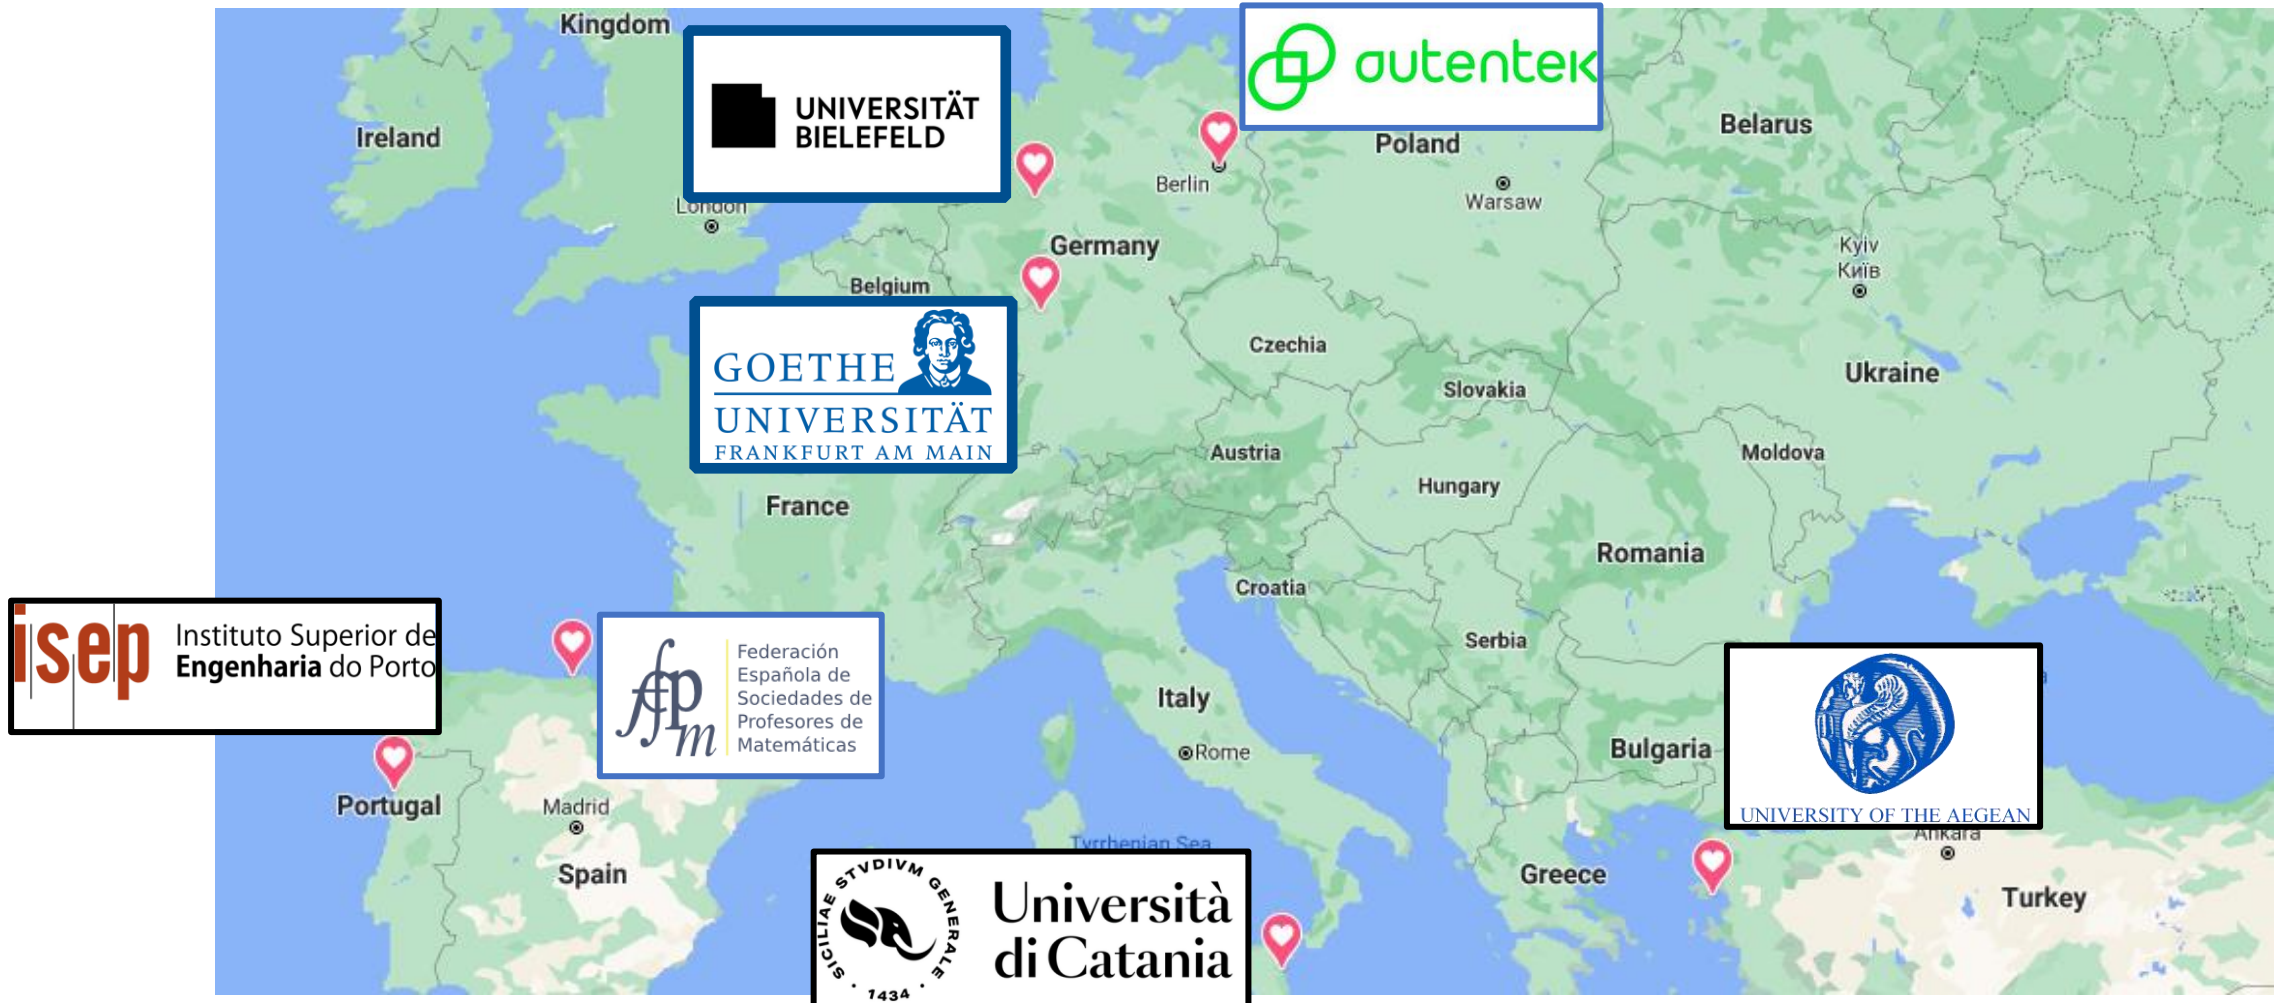 Kingdom
UNIVERSITÄT
BIELEFELD
autentek
Ireland
Poland
Belarus
Berlin
Warsaw
London
Germany
Kyiv
Київ
Belgium
GOETHE
UNIVERSITÄT
FRANKFURT AM MAIN
Czechia
Slovakia
Ukraine
Austria
Moldova
Hungary
France
Romania
Croatia
isep
Instituto Superior de
Engenharia do Porto
ffpm
Federación
Española de
Sociedades de
Profesores de
Matemáticas
Serbia
Italy
Rome
Bulgaria
UNIVERSITY OF THE AEGEAN
Portugal
Madrid
Ankara
Tyrrhenian Sea
Spain
Greece
Turkey
SICILIAE STVDIVM GENERALE
1434
Università
di Catania